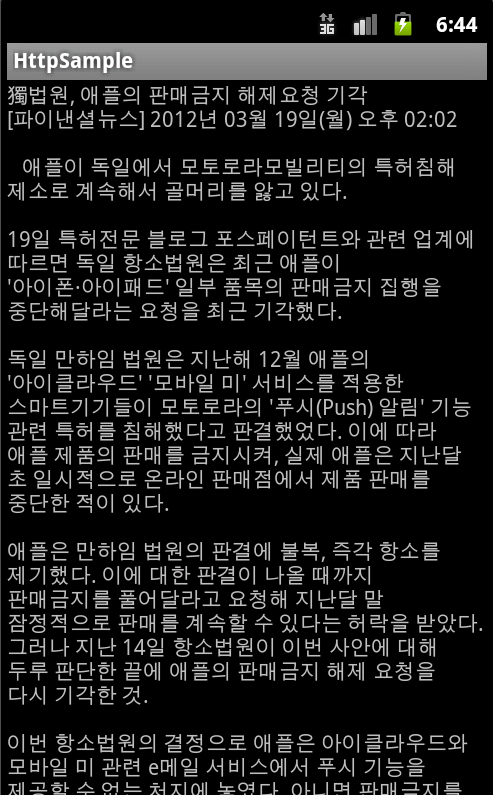 3G 6:44
HttpSample
獨법원, 애플의 판매금지 해제요청 기각
[파이낸셜뉴스] 2012년 03월 19일(월) 오후 02:02
애플이 독일에서 모토로라모빌리티의 특허침해
제소로 계속해서 골머리를 앓고 있다.
19일 특허전문 블로그 포스페이턴트와 관련 업계에
따르면 독일 항소법원은 최근 애플이
'아이폰·아이패드' 일부 품목의 판매금지 집행을
중단해달라는 요청을 최근 기각했다.
독일 만하임 법원은 지난해 12월 애플의
'아이클라우드' '모바일 미' 서비스를 적용한
스마트기기들이 모토로라의 '푸시(Push) 알림' 기능
관련 특허를 침해했다고 판결했었다. 이에 따라
애플 제품의 판매를 금지시켜, 실제 애플은 지난달
초 일시적으로 온라인 판매점에서 제품 판매를
중단한 적이 있다.
애플은 만하임 법원의 판결에 불복, 즉각 항소를
제기했다. 이에 대한 판결이 나올 때까지
판매금지를 풀어달라고 요청해 지난달 말
잠정적으로 판매를 계속할 수 있다는 허락을 받았다.
그러나 지난 14일 항소법원이 이번 사안에 대해
두루 판단한 끝에 애플의 판매금지 해제 요청을
다시 기각한 것.
이번 항소법원의 결정으로 애플은 아이클라우드와
모바일 미 관련 e메일 서비스에서 푸시 기능을
제공할 수 없는 처지에 놓였다. 아니면 판매금지를